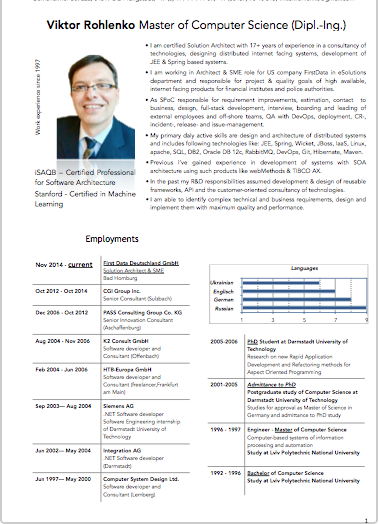 Viktor Rohlenko Master of Computer Science (Dipl.-Ing.)
Work experience since 1997
• I am certified Solution Architect with 17+ years of experience in a consultancy of
technologies, designing distributed internet facing systems, development of
JEE & Spring based systems.
• I am working in Architect & SME role for US company FirstData in eSolutions
department and responsible for project & quality goals of high available,
internet facing products for financial institutes and police authorities.
• As SPoC responsible for requirement improvements, estimation, contact to
business, design, full-stack development, interview, boarding and leading of
external employees and off-shore teams, QA with DevOps, deployment, CR-,
incident-, release- and issue-management.
• My primary daily active skills are design and architecture of distributed systems
and includes following technologies like: JEE, Spring, Wicket, JBoss, IaaS, Linux,
apache, SQL, DB2, Oracle DB 12c, RabbitMQ, DevOps, Git, Hibernate, Maven.
• Previous I've gained experience in development of systems with SOA
architecture using such products like webMethods & TIBCO AX.
• In the past my R&D responsibilities assumed development & design of reusable
frameworks, API and the customer-oriented consultancy of technologies.
• I am able to identify complex technical and business requirements, design and
implement them with maximum quality and performance.
iSAQB – Certified Professional
for Software Architecture
Stanford - Certified in Machine
Learning
Employments
Nov 2014 - current
First Data Deutschland GmbH
Solution Architect & SME
Bad Homburg
Oct 2012 - Oct 2014
CGI Group Inc.
Senior Consultant (Sulzbach)
Dec 2006 - Oct 2012
PASS Consulting Group Co. KG
Senior Innovation Consultant
(Aschaffenburg)
Aug 2004 - Nov 2006
K2 Consult GmbH
Software developer and
Consultant (Offenbach)
Feb 2004 - Jun 2006
HTB-Europa GmbH
Software developer and
Consultant (freelancer,Frankfurt
am Main)
Sep 2003— Aug 2004
Siemens AG
.NET Software developer
Software Engineering internship
of Darmstadt University of
Technology
Jun 2002— May 2004
Integration AG
.NET Software developer
(Darmstadt)
Jun 1997— May 2000
Computer System Design Ltd.
Software developer and
Consultant (Lemberg)
Languages
Ukrainian
Englisch
German
Russian
1 3 5 7 9
2005-2006
PhD Student at Darmstadt University of
Technology
Research on new Rapid Application
Development and Refactoring methods for
Aspect Oriented Programming
2001-2005
Admittance to PhD
Postgraduate study of Computer Science at
Darmstadt University of Technology
Studies for approval as Master of Science in
Germany and admittance to PhD study
1996 - 1997
Engineer - Master of Computer Science
Computer-based systems of information
processing and automation
Study at Lviv Polytechnic National University
1992 - 1996
Bachelor of Computer Science
Study at Lviv Polytechnic National University
1